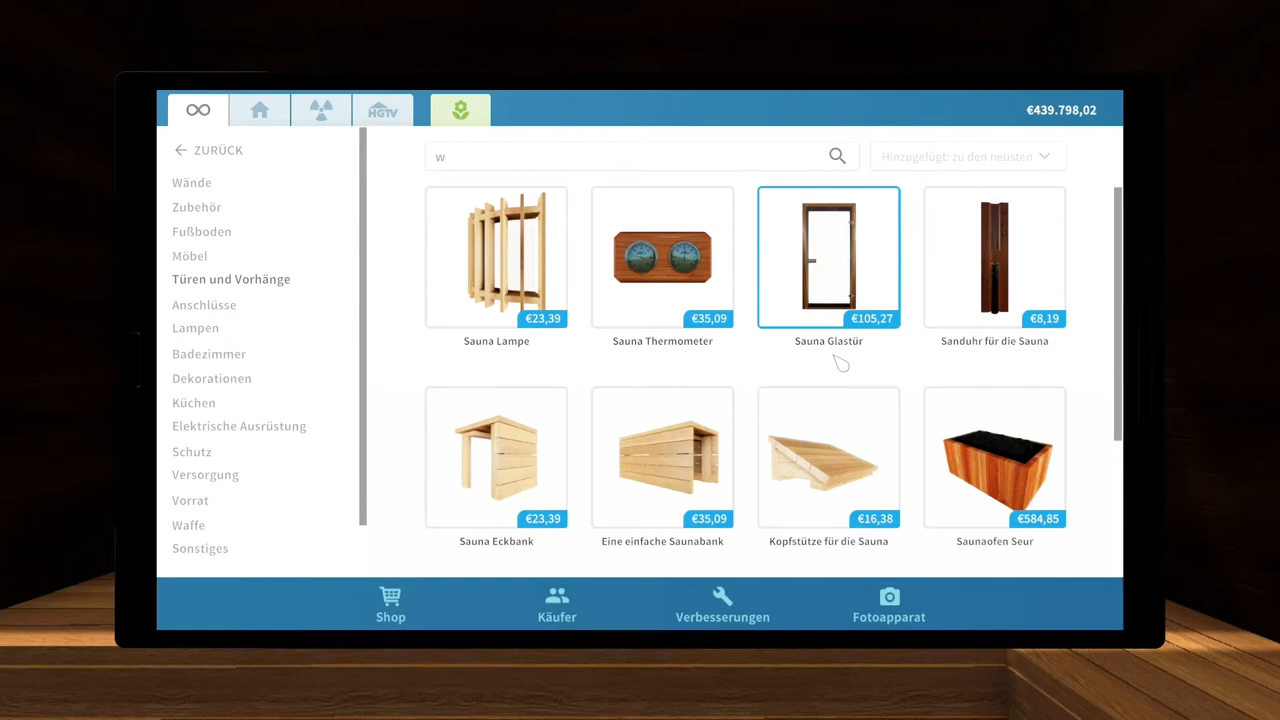 HGTV
€439.798,02
ZURÜCK
w
Hinzugefügt: zu den neusten
Wände
Zubehör
Fußboden
Möbel
Türen und Vorhänge
Anschlüsse
Lampen
Badezimmer
Dekorationen
Küchen
Elektrische Ausrüstung
Schutz
Versorgung
Vorrat
Waffe
Sonstiges
€23,39
€35,09
€105,27
€8,19
Sauna Lampe
Sauna Thermometer
Sauna Glastür
Sanduhr für die Sauna
€23,39
€35,09
€16,38
€584,85
Sauna Eckbank
Eine einfache Saunabank
Kopfstütze für die Sauna
Saunaofen Seur
Shop
Käufer
Verbesserungen
Fotoapparat